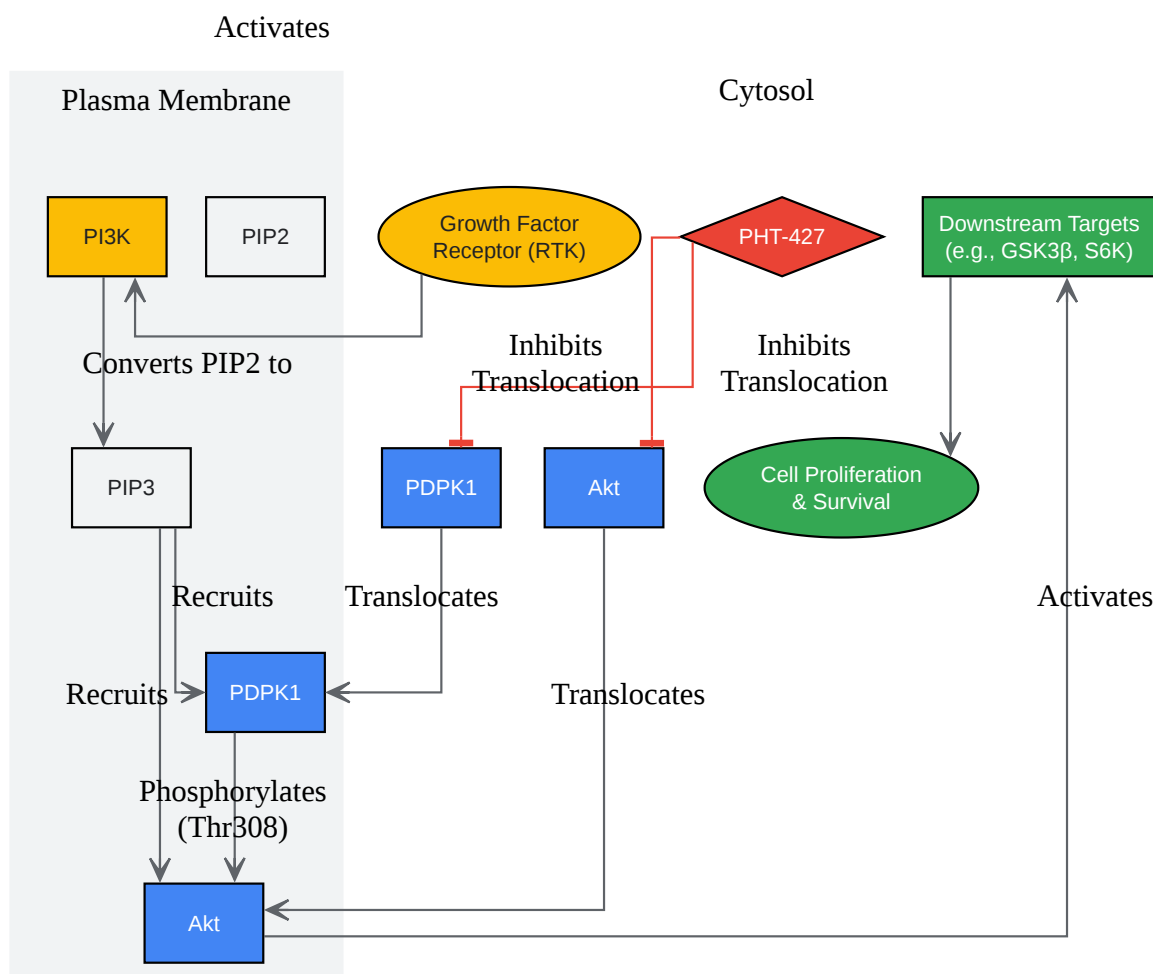 Activates
Plasma Membrane
Cytosol
PI3K
PIP2
Growth Factor
Receptor (RTK)
PHT-427
Downstream Targets
(e.g., GSK3β, S6K)
Converts PIP2 to
Inhibits
Translocation
Inhibits
Translocation
PIP3
PDPK1
Akt
Cell Proliferation
& Survival
Recruits
Translocates
Activates
Recruits
PDPK1
Translocates
Phosphorylates
(Thr308)
Akt